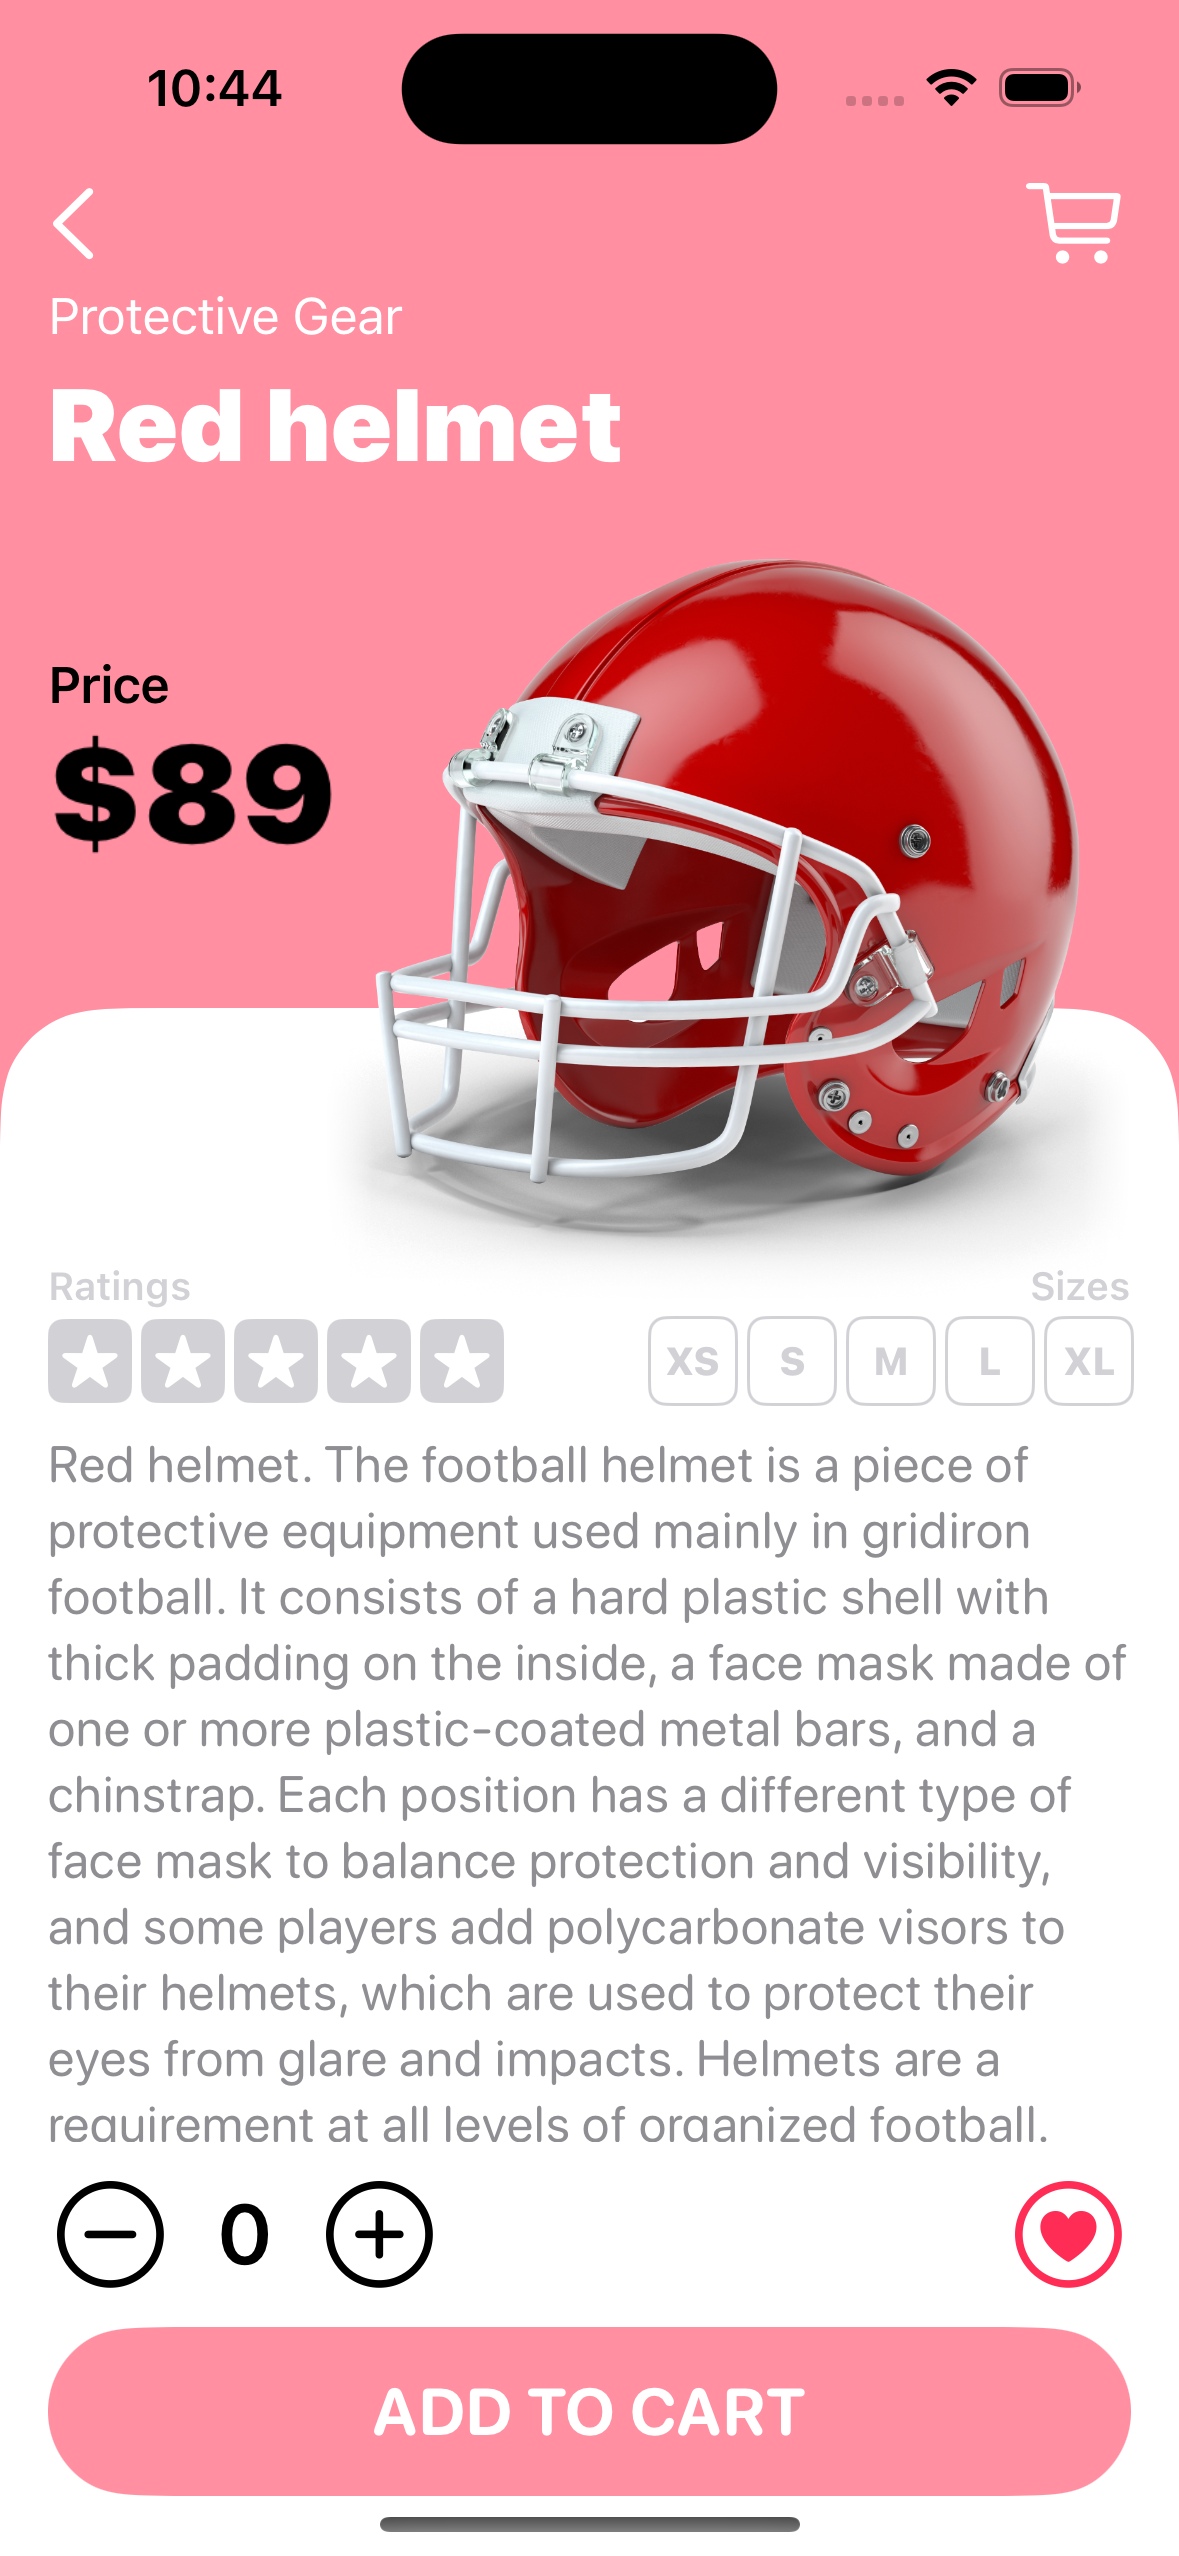 10:44
Protective Gear
Red helmet
Price
$89
Ratings
Sizes
XS S M L XL
Red helmet. The football helmet is a piece of
protective equipment used mainly in gridiron
football. It consists of a hard plastic shell with
thick padding on the inside, a face mask made of
one or more plastic-coated metal bars, and a
chinstrap. Each position has a different type of
face mask to balance protection and visibility,
and some players add polycarbonate visors to
their helmets, which are used to protect their
eyes from glare and impacts. Helmets are a
requirement at all levels of organized football.
0
ADD TO CART